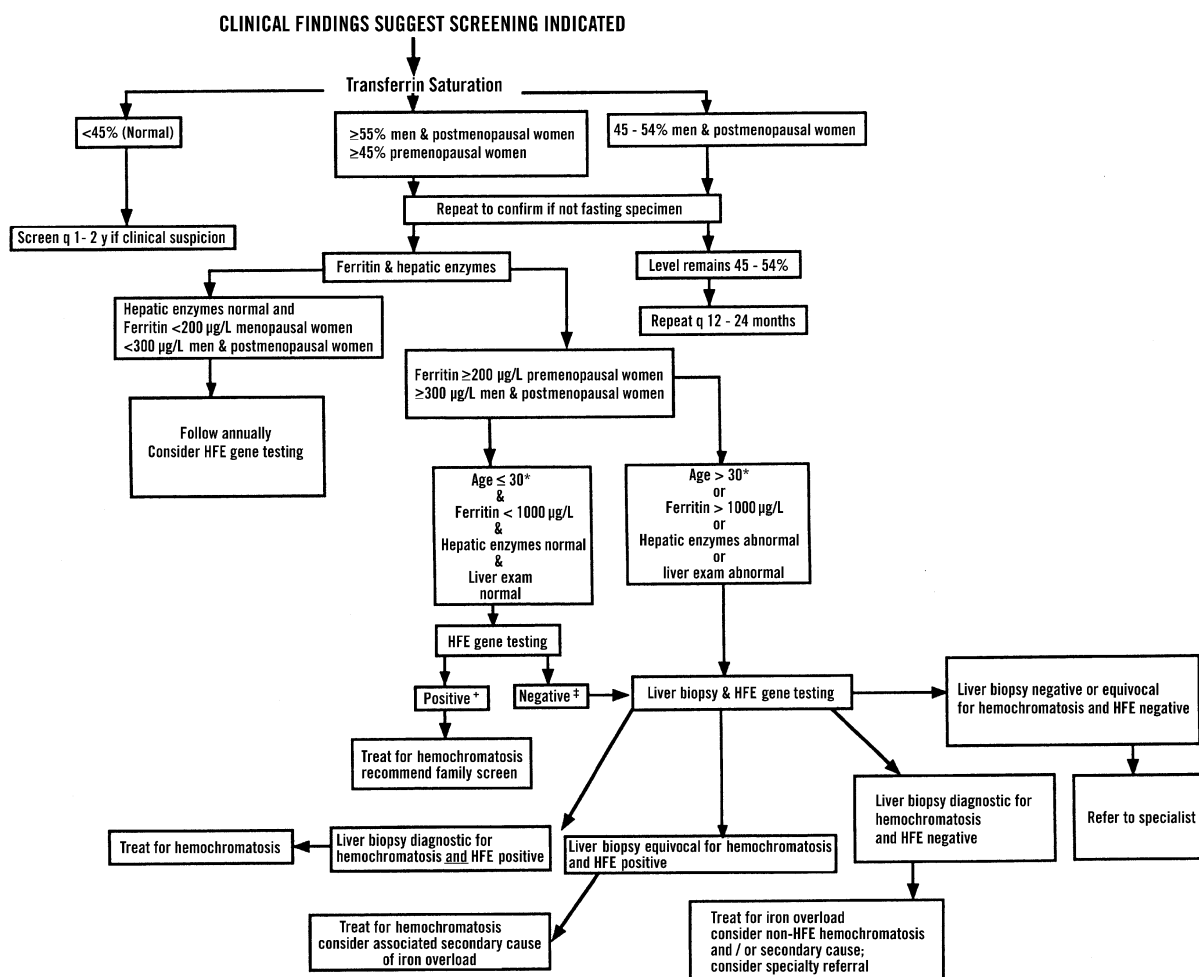 CLINICAL FINDINGS SUGGEST SCREENING INDICATED
Transferrin Saturation
<45% (Normal)
≥55% men & postmenopausal women
≥45% premenopausal women
45 - 54% men & postmenopausal women
Repeat to confirm if not fasting specimen
Screen q 1- 2 y if clinical suspicion
Ferritin & hepatic enzymes
Level remains 45 - 54%
Repeat q 12 - 24 months
Hepatic enzymes normal and
Ferritin <200 µg/L menopausal women
<300 µg/L men & postmenopausal women
Ferritin ≥200 µg/L premenopausal women
≥300 µg/L men & postmenopausal women
Follow annually
Consider HFE gene testing
Age ≤ 30*
&
Ferritin < 1000 µg/L
&
Hepatic enzymes normal
&
Liver exam
normal
Age > 30*
or
Ferritin > 1000 µg/L
or
Hepatic enzymes abnormal
or
liver exam abnormal
HFE gene testing
Positive +
Negative ‡
Liver biopsy & HFE gene testing
Liver biopsy negative or equivocal
for hemochromatosis and HFE negative
Treat for hemochromatosis
recommend family screen
Liver biopsy diagnostic for
hemochromatosis
and HFE negative
Refer to specialist
Treat for hemochromatosis
Liver biopsy diagnostic for
hemochromatosis and HFE positive
Liver biopsy equivocal for hemochromatosis
and HFE positive
Treat for hemochromatosis
consider associated secondary cause
of iron overload
Treat for iron overload
consider non-HFE hemochromatosis
and / or secondary cause;
consider specialty referral